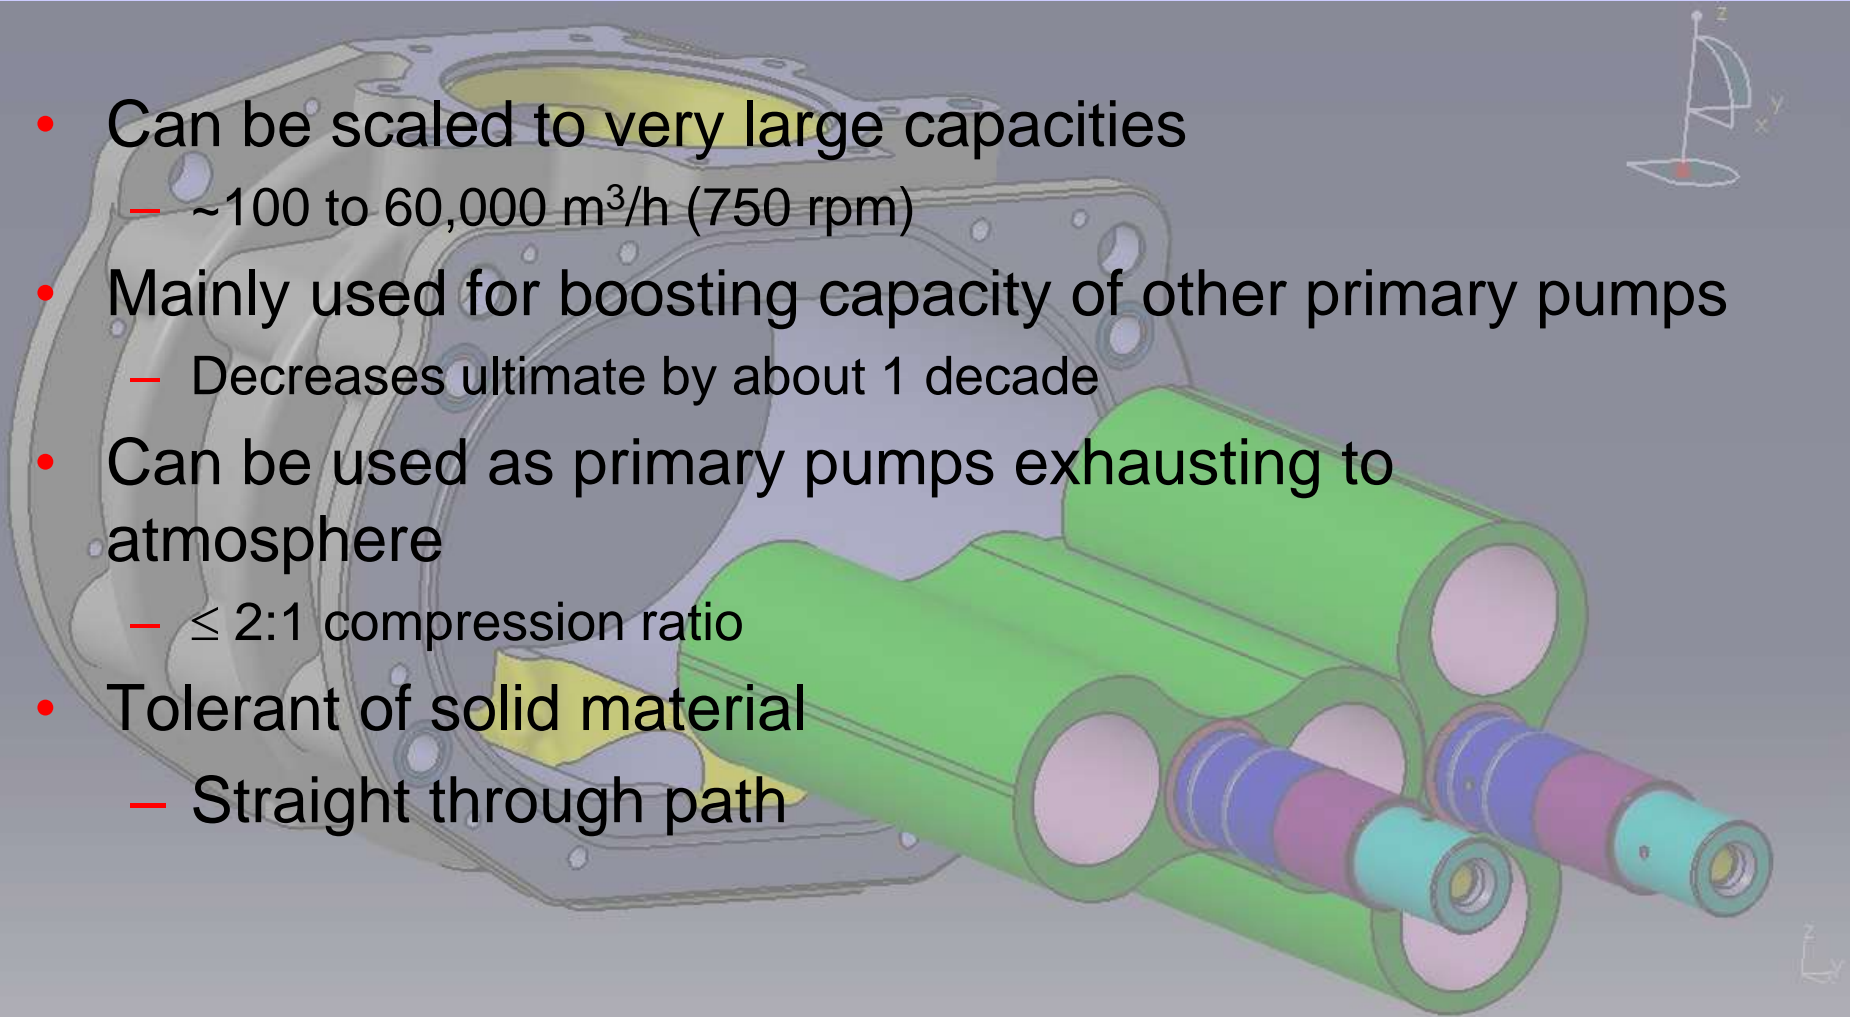 • Can be scaled to very large capacities
– ~100 to 60,000 m³/h (750 rpm)
• Mainly used for boosting capacity of other primary pumps
– Decreases ultimate by about 1 decade
• Can be used as primary pumps exhausting to
atmosphere
– ≤ 2:1 compression ratio
• Tolerant of solid material
– Straight through path
z
y
x
z
y